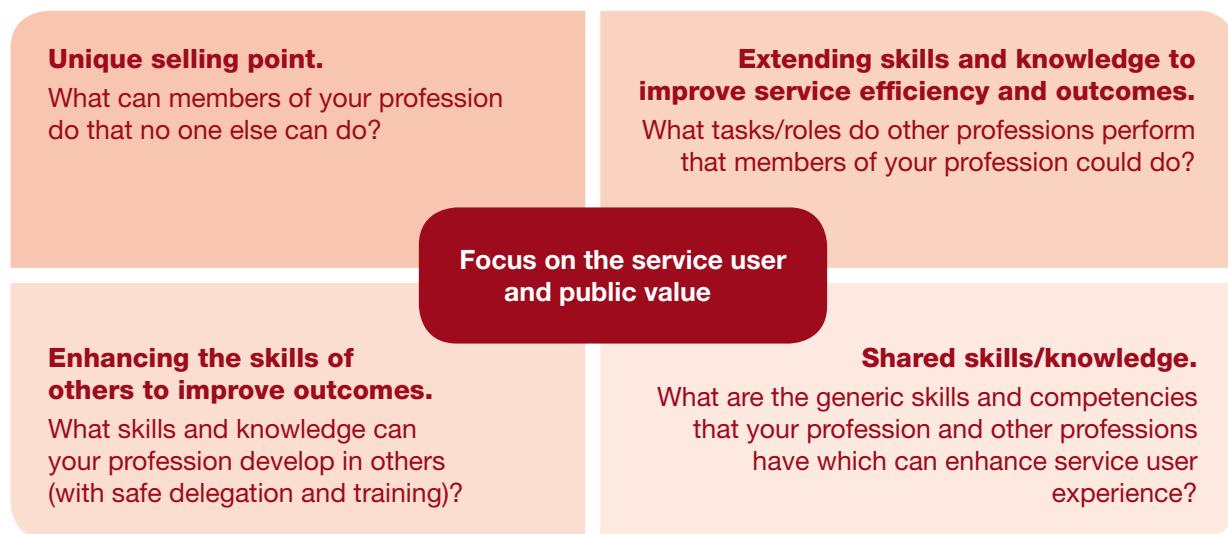 Unique selling point.
What can members of your profession
do that no one else can do?
Extending skills and knowledge to
improve service efficiency and outcomes.
What tasks/roles do other professions perform
that members of your profession could do?
Focus on the service user
and public value
Enhancing the skills of
others to improve outcomes.
What skills and knowledge can
your profession develop in others
(with safe delegation and training)?
Shared skills/knowledge.
What are the generic skills and competencies
that your profession and other professions
have which can enhance service user
experience?